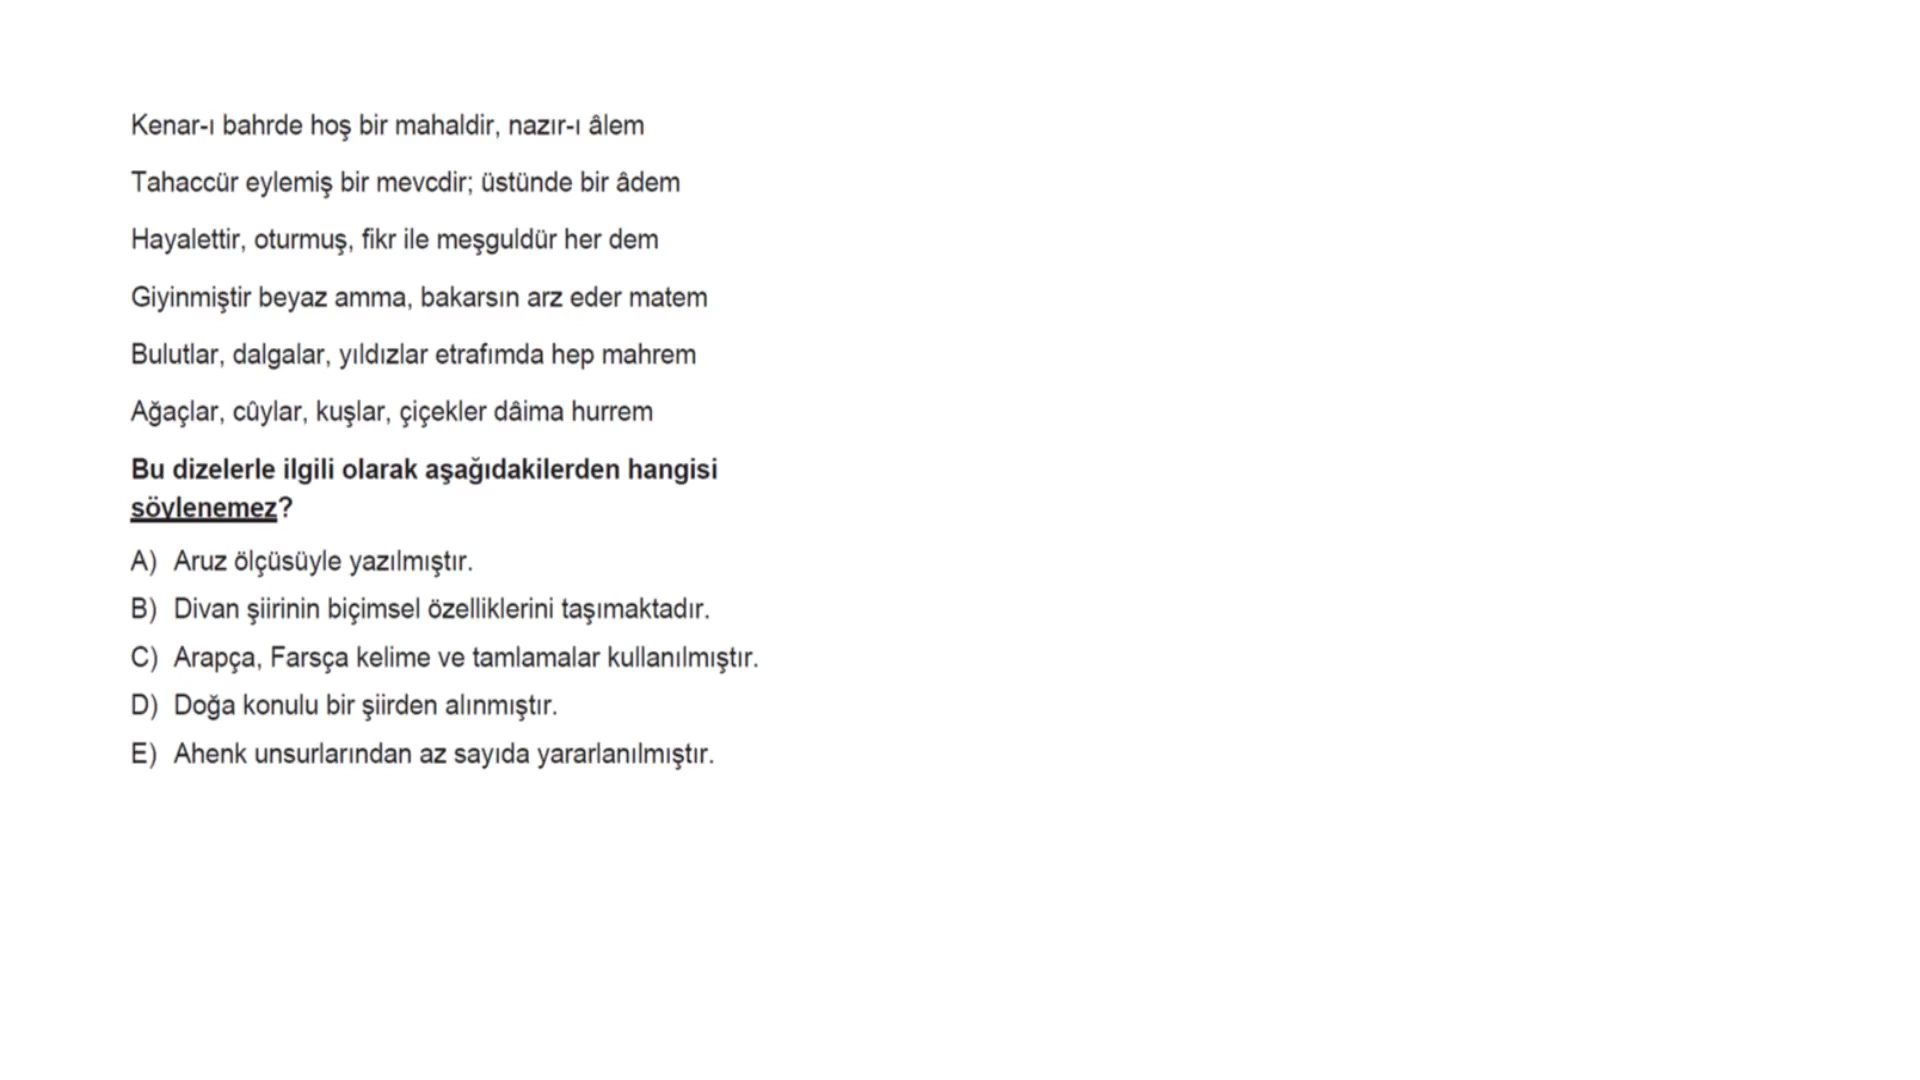 Kenar-ı bahrde hoş bir mahaldir, nazır-ı âlem
Tahaccür eylemiş bir mevcdir; üstünde bir âdem
Hayalettir, oturmuş, fikr ile meşguldür her dem
Giyinmiştir beyaz amma, bakarsın arz eder matem
Bulutlar, dalgalar, yıldızlar etrafımda hep mahrem
Ağaçlar, cûylar, kuşlar, çiçekler dâima hurrem
Bu dizelerle ilgili olarak aşağıdakilerden hangisi
söylenemez?
A) Aruz ölçüsüyle yazılmıştır.
B) Divan şiirinin biçimsel özelliklerini taşımaktadır.
C) Arapça, Farsça kelime ve tamlamalar kullanılmıştır.
D) Doğa konulu bir şiirden alınmıştır.
E) Ahenk unsurlarından az sayıda yararlanılmıştır.